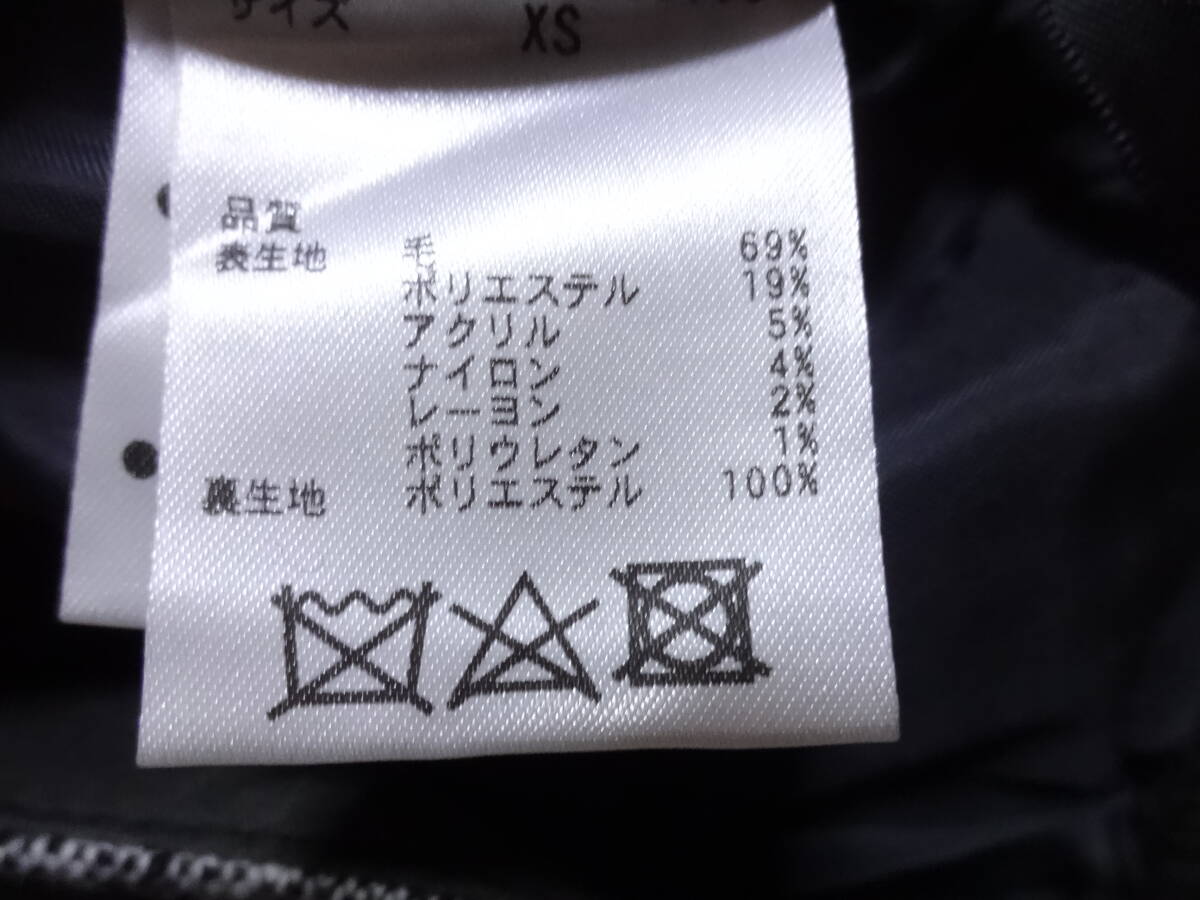 サイズ XS
品質
表生地 毛 69%
ポリエステル 19%
アクリル 5%
ナイロン 4%
レーヨン 2%
ポリウレタン 1%
裏生地 ポリエステル 100%